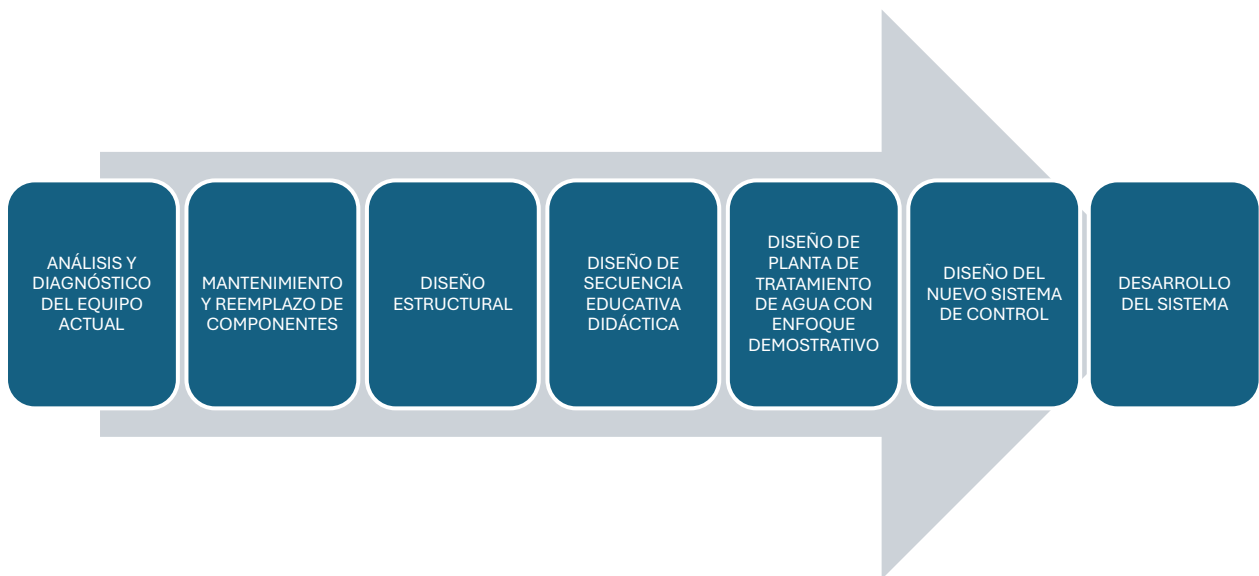 ANÁLISIS Y
DIAGNÓSTICO
DEL EQUIPO
ACTUAL
MANTENIMIENTO
Y REEMPLAZO DE
COMPONENTES
DISEÑO
ESTRUCTURAL
DISEÑO DE
SECUENCIA
EDUCATIVA
DIDÁCTICA
DISEÑO DE
PLANTA DE
TRATAMIENTO
DE AGUA CON
ENFOQUE
DEMOSTRATIVO
DISEÑO DEL
NUEVO SISTEMA
DE CONTROL
DESARROLLO
DEL SISTEMA